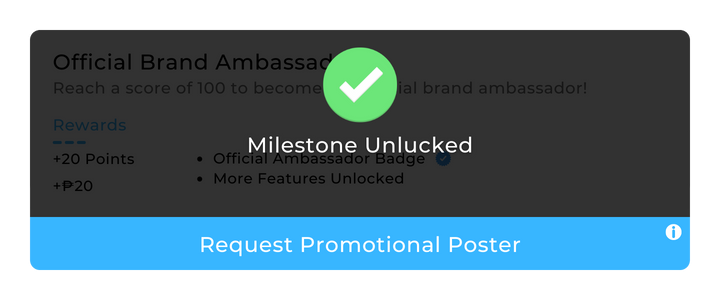 Official Brand Ambassad
Reach a score of 100 to become ial brand ambassador!
Milestone Unlucked
Rewards
+20 Points
• Official Ambassador Badge
+₱20
• More Features Unlocked
Request Promotional Poster